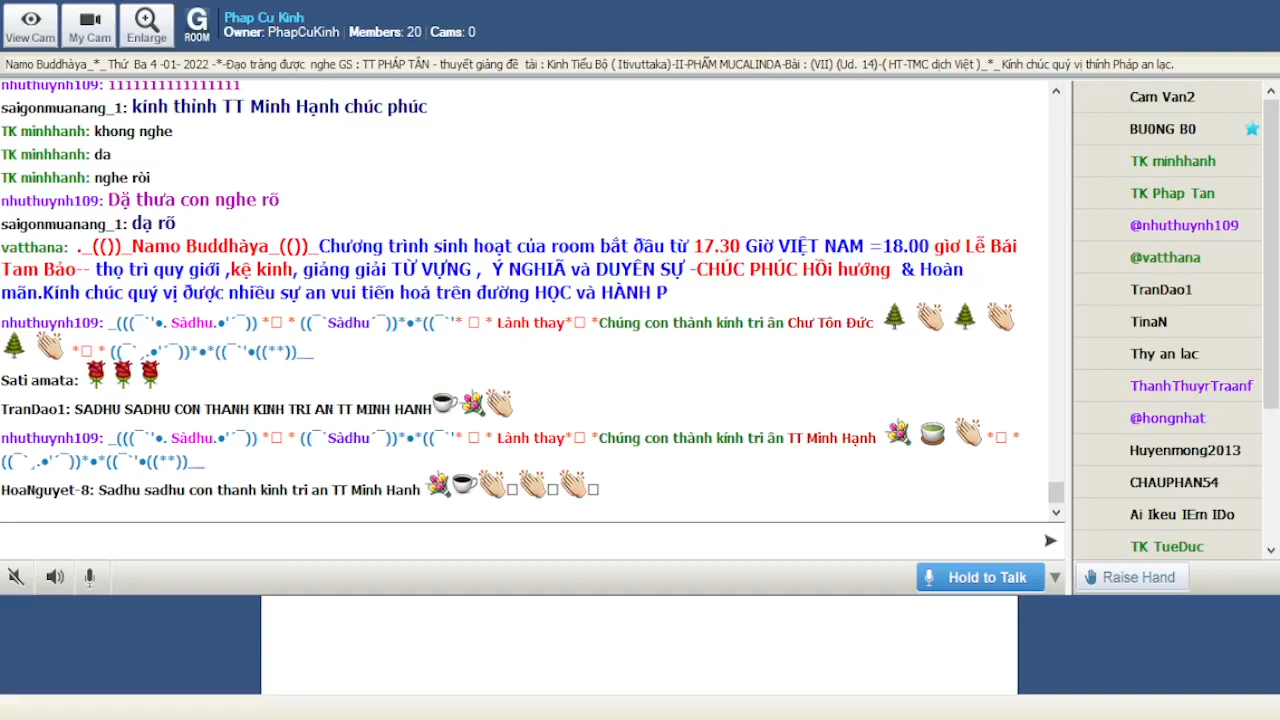 View Cam
My Cam
Enlarge
G
ROOM
Phap Cu Kinh
Owner: PhapCuKinh | Members: 20 | Cams: 0
Namo Buddhàya_*_Thứ Ba 4 -01- 2022 -*-Đạo tràng được nghe GS : TT PHÁP TÂN - thuyết giảng đề tài : Kinh Tiểu Bộ ( Itivuttaka)-II-PHẨM MUCALINDA-Bài : (VII) (Ud. 14)-( HT-TMC dịch Việt )_*_Kính chúc quý vị thính Pháp an lạc.
nhuthuynh109: 1111111111111111
saigonmuanang_1: kính thỉnh TT Minh Hạnh chúc phúc
TK minhhanh: khong nghe
TK minhhanh: da
TK minhhanh: nghe ròi
nhuthuynh109: Dặ thưa con nghe rõ
saigonmuanang_1: dạ rõ
vatthana: ._(())_Namo Buddhàya_(())_Chương trình sinh hoạt của room bắt đầu từ 17.30 Giờ VIỆT NAM =18.00 giơ Lễ Bái
Tam Bảo-- thọ trì quy giới ,kệ kinh, giảng giải TỪ VỰNG , Ý NGHIÃ và DUYÊN SỰ -CHÚC PHÚC HỒi hướng & Hoàn
mãn.Kính chúc quý vị được nhiều sự an vui tiến hoá trên đường HỌC và HÀNH P
nhuthuynh109: _(((¯`'•. Sàdhu.•'´¯)) *▯ * ((¯`Sàdhu´¯))*•*((¯`'* ▯ * Lành thay*▯ *Chúng con thành kính tri ân Chư Tôn Đức 🎄 👏 🎄 👏
🎄 👏 *▯ * ((¯`¸.•'´¯))*•*((¯`'•((**))__
Sati amata: 🌹🌹🌹
TranDao1: SADHU SADHU CON THANH KINH TRI AN TT MINH HANH☕💐👏
nhuthuynh109: _(((¯`'•. Sàdhu.•'´¯)) *▯ * ((¯`Sàdhu´¯))*•*((¯`'* ▯ * Lành thay*▯ *Chúng con thành kính tri ân TT Minh Hạnh 💐 🍵 👏 *▯ *
((¯`¸.•'´¯))*•*((¯`'•((**))__
HoaNguyet-8: Sadhu sadhu con thanh kinh tri an TT Minh Hanh 💐☕👏▯👏▯👏▯
Hold to Talk
Cam Van2
BU0NG B0
TK minhhanh
TK Phap Tan
@nhuthuynh109
@vatthana
TranDao1
TinaN
Thy an lac
ThanhThuyrTraanf
@hongnhat
Huyenmong2013
CHAUPHAN54
Ai Ikeu IEm IDo
TK TueDuc
Raise Hand